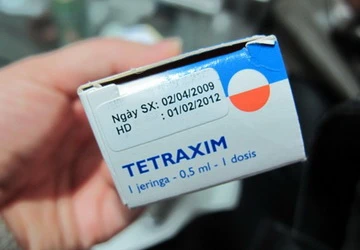 Ngày SX: 02/04/2009
HD : 01/02/2012
TETRAXIM
1 jeringa - 0.5 ml - 1 dosis